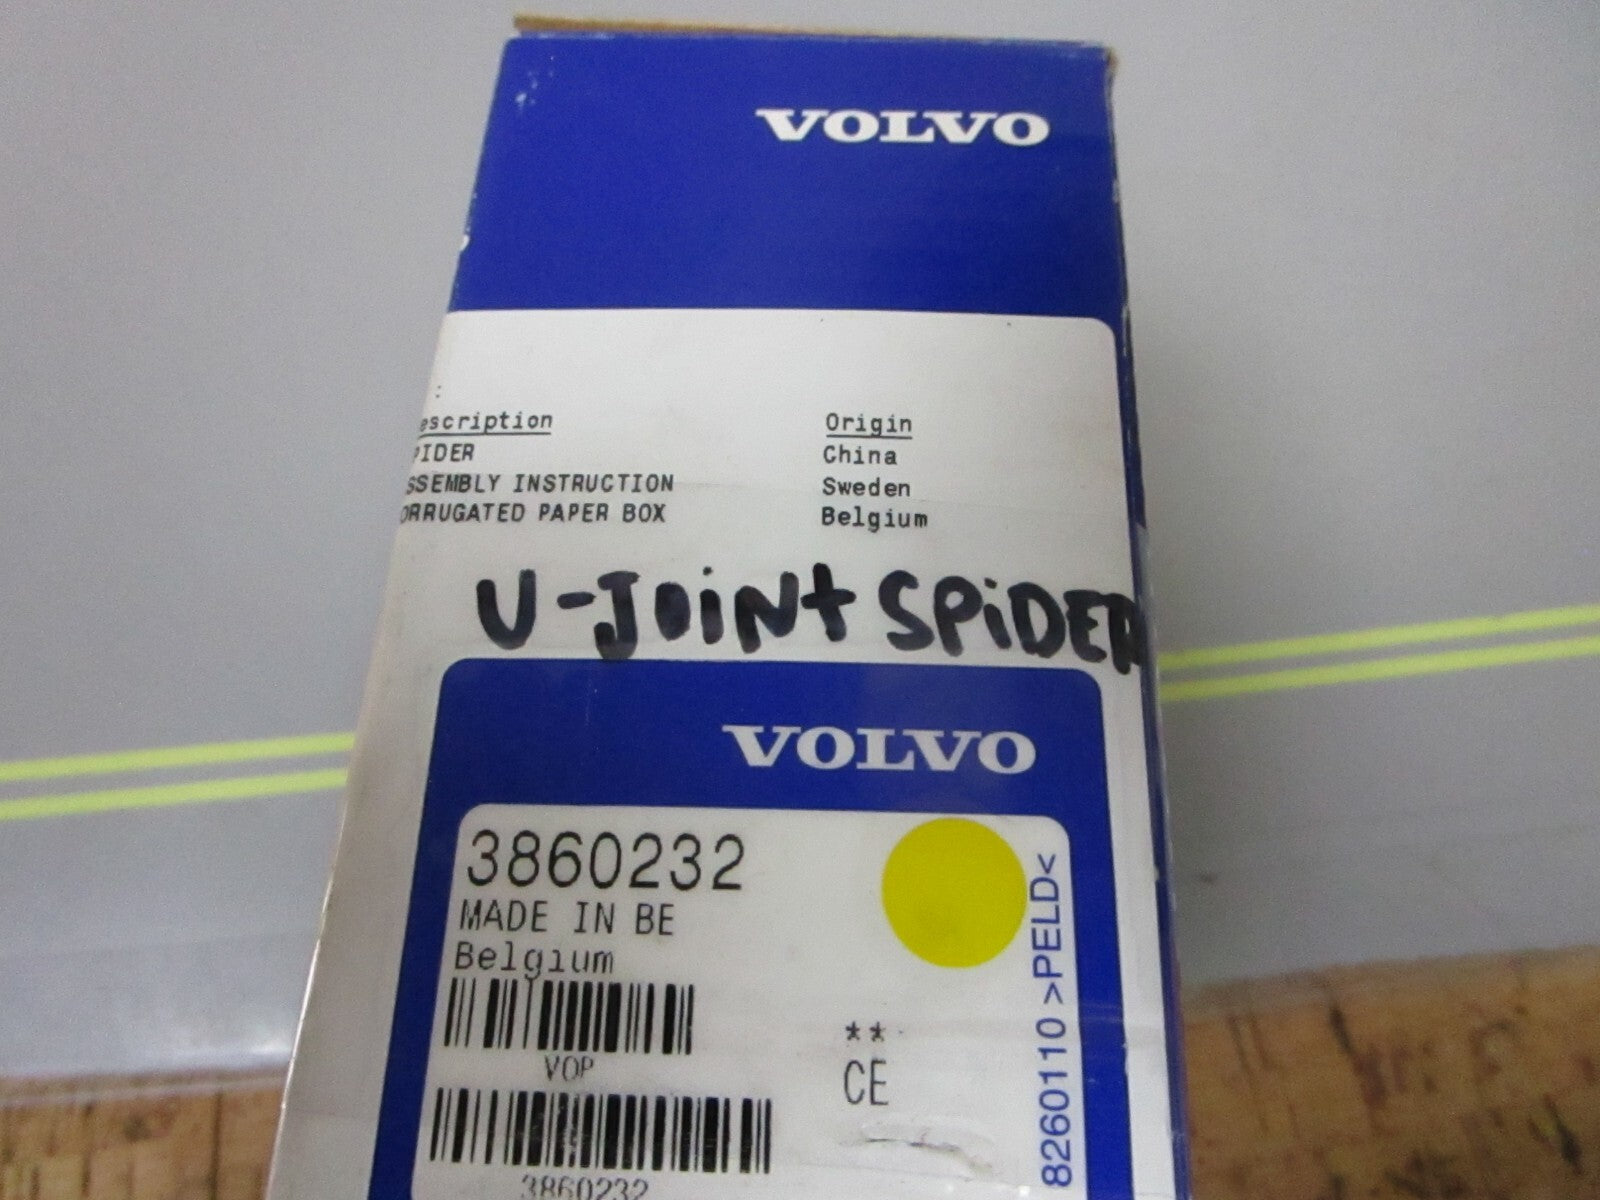 VOLVO
:
escription Origin
PIDER China
SSEMBLY INSTRUCTION Sweden
ORRUGATED PAPER BOX Belgium
U-JOiNt SPiDER
VOLVO
3860232
MADE IN BE
Belgium
VOP
**
CE
3860232
8260110 >PELD<